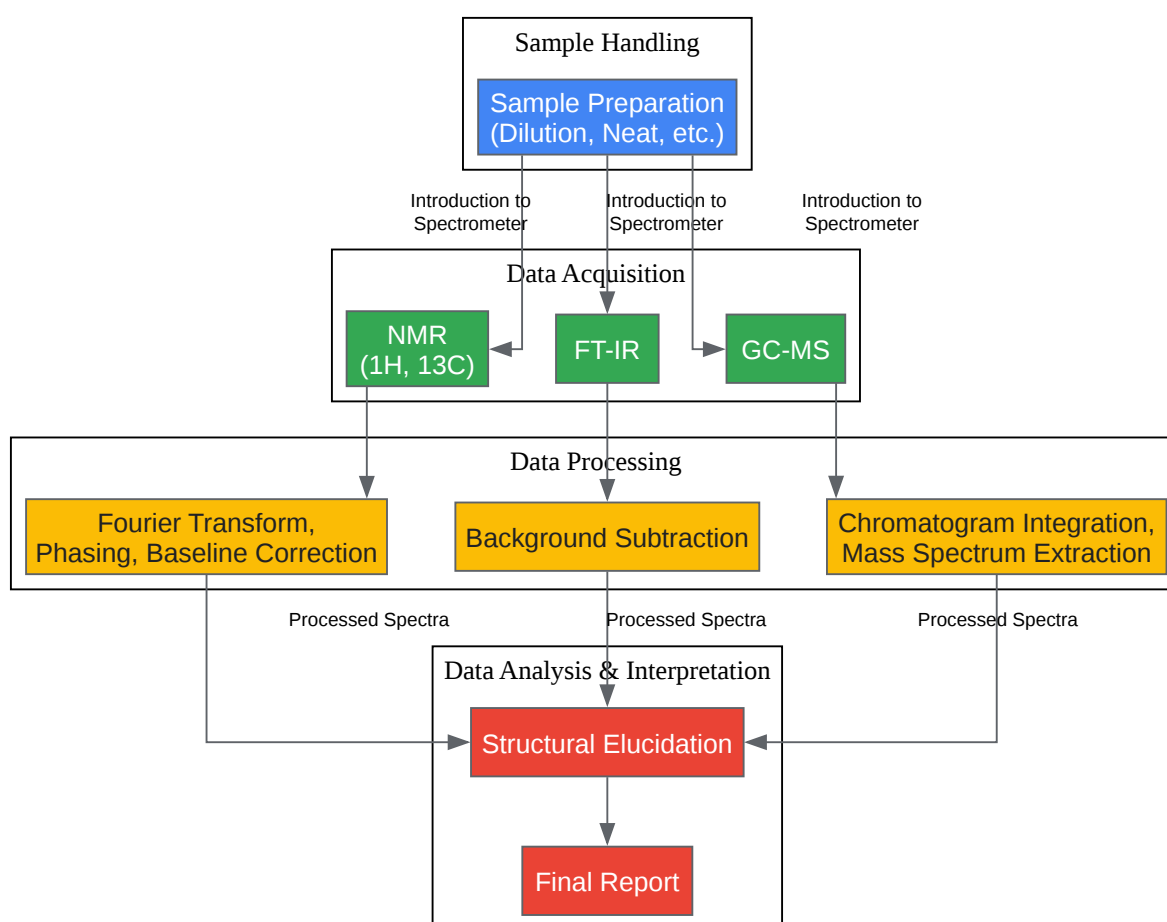 Sample Handling
Sample Preparation
(Dilution, Neat, etc.)
Introduction to
Spectrometer
Introduction to
Spectrometer
Introduction to
Spectrometer
Data Acquisition
NMR
(1H, 13C)
FT-IR
GC-MS
Data Processing
Fourier Transform,
Phasing, Baseline Correction
Background Subtraction
Chromatogram Integration,
Mass Spectrum Extraction
Processed Spectra
Processed Spectra
Processed Spectra
Data Analysis & Interpretation
Structural Elucidation
Final Report